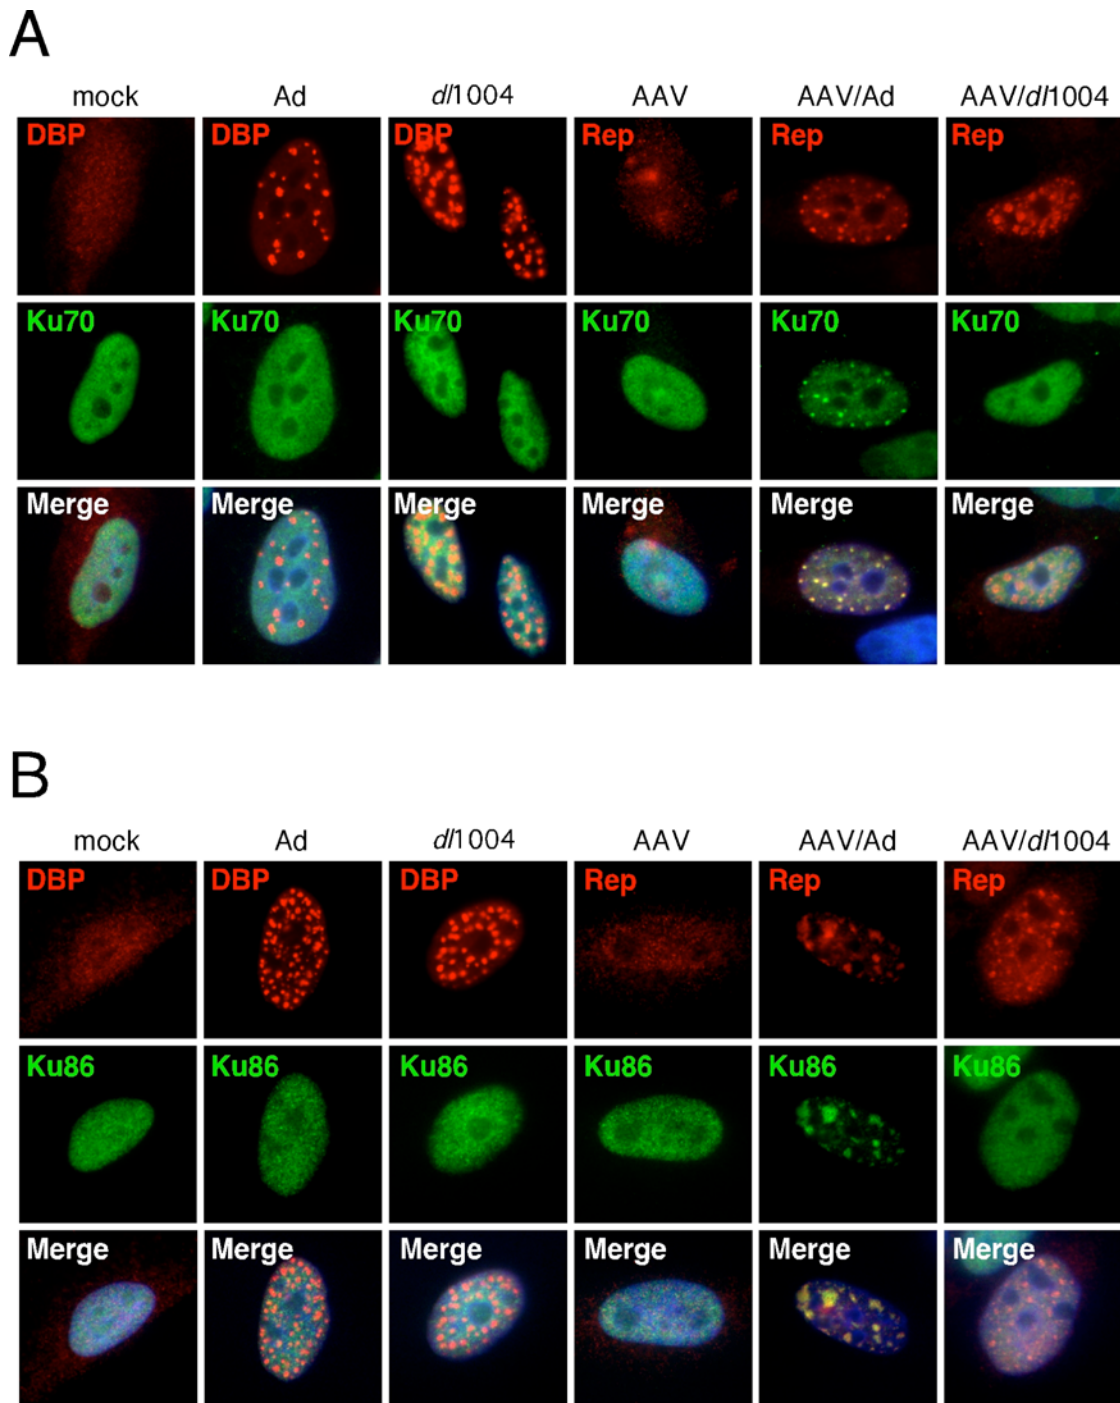 A
mock Ad dl1004 AAV AAV/Ad AAV/dl1004
DBP DBP DBP Rep Rep Rep
Ku70 Ku70 Ku70 Ku70 Ku70 Ku70
Merge Merge Merge Merge Merge Merge
B
mock Ad dl1004 AAV AAV/Ad AAV/dl1004
DBP DBP DBP Rep Rep Rep
Ku86 Ku86 Ku86 Ku86 Ku86 Ku86
Merge Merge Merge Merge Merge Merge